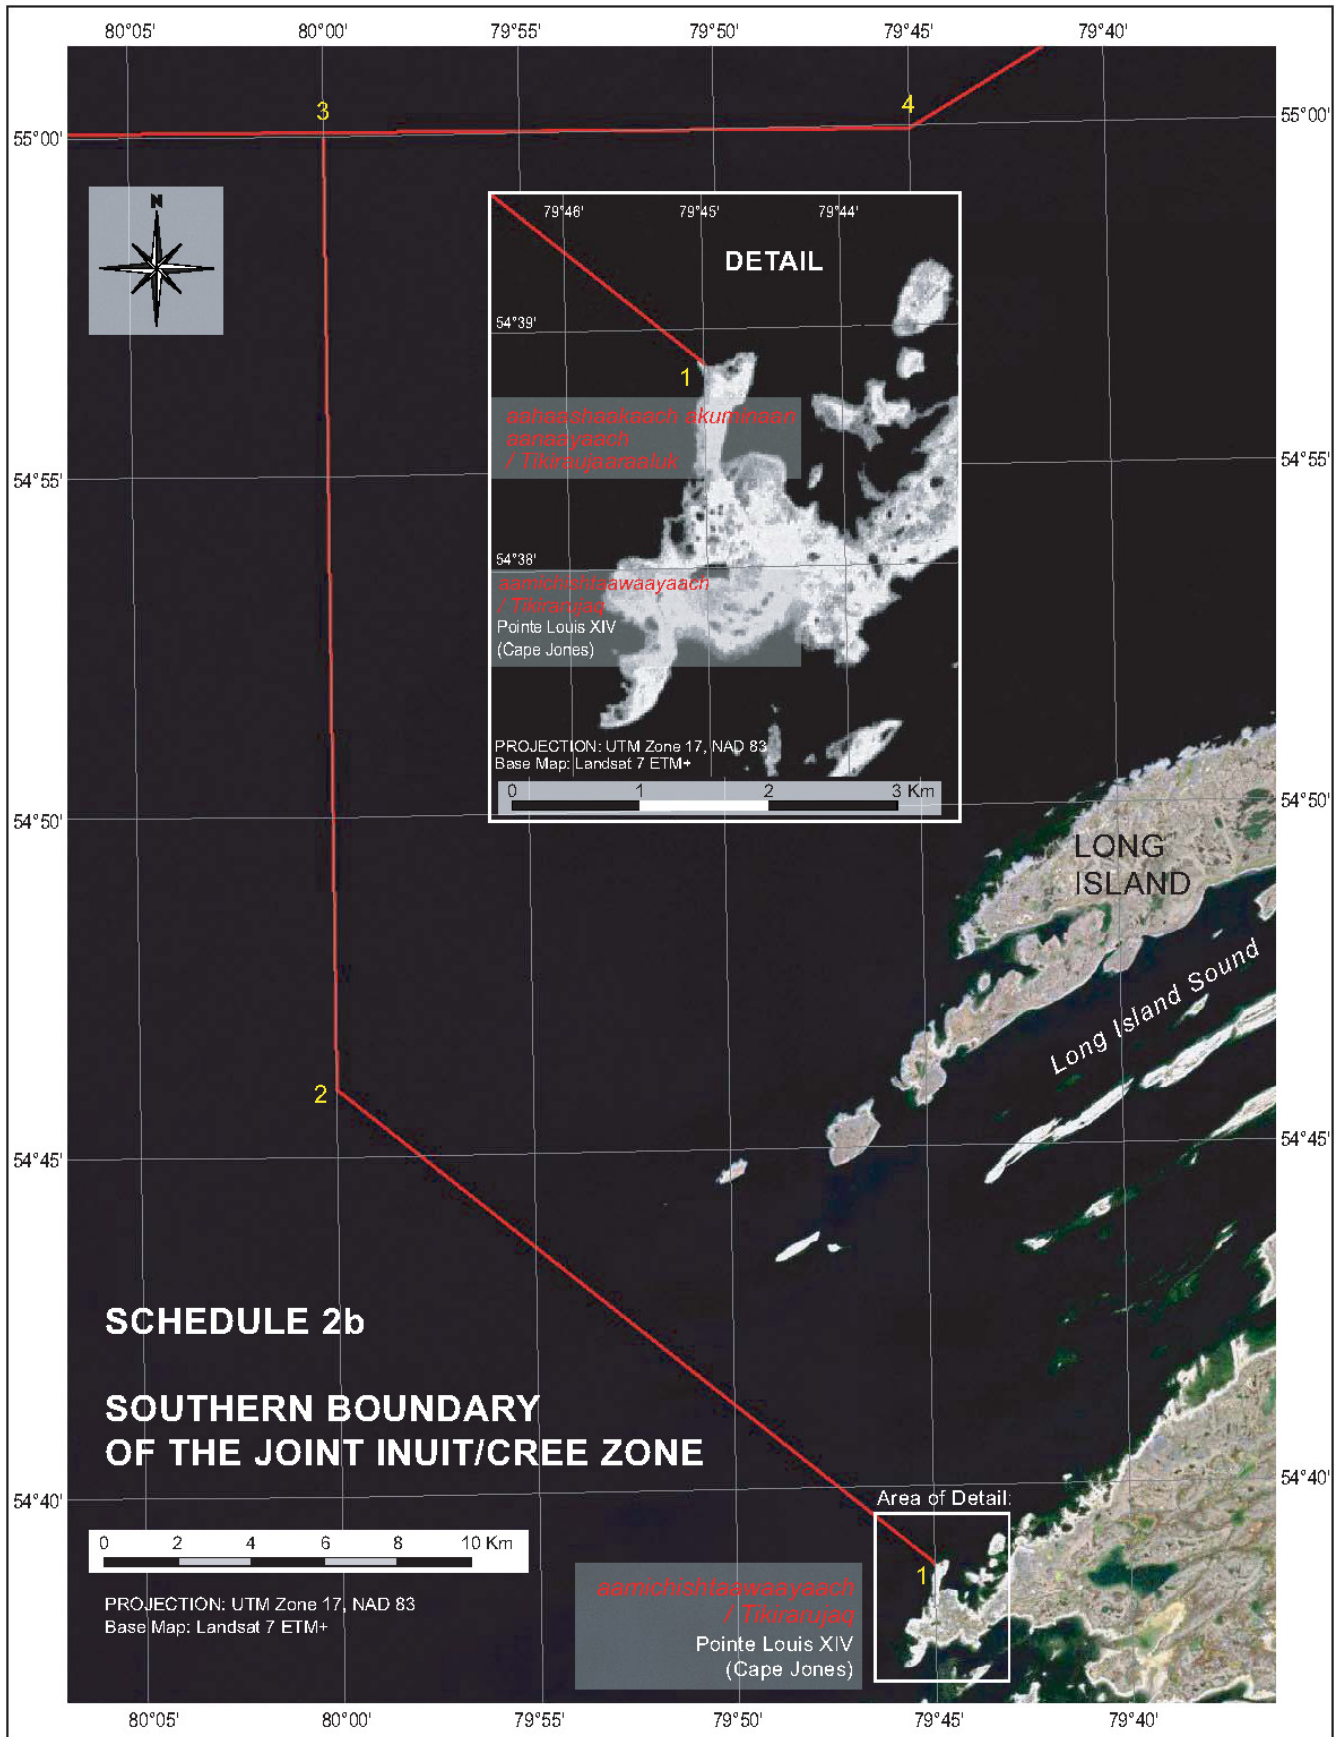 80°05' 80°00' 79°55' 79°50' 79°45' 79°40'
3
4
55°00' 55°00'
N
79°46' 79°45' 79°44'
DETAIL
54°39'
1
aahaashaakaach akuminaan
aanaayaach
/ Tikiraujaaraaluk
54°55' 54°55'
54°38'
aamichishtaawaayaach
/ Tikirarujaq
Pointe Louis XIV
(Cape Jones)
PROJECTION: UTM Zone 17, NAD 83
Base Map: Landsat 7 ETM+
0 1 2 3 Km
54°50' 54°50'
LONG
ISLAND
Long Island Sound
2
54°45' 54°45'
SCHEDULE 2b
SOUTHERN BOUNDARY
OF THE JOINT INUIT/CREE ZONE
54°40' 54°40'
Area of Detail:
0 2 4 6 8 10 Km
PROJECTION: UTM Zone 17, NAD 83
Base Map: Landsat 7 ETM+
1
aamichishtaawaayaach
/ Tikirarujaq
Pointe Louis XIV
(Cape Jones)
80°05' 80°00' 79°55' 79°50' 79°45' 79°40'